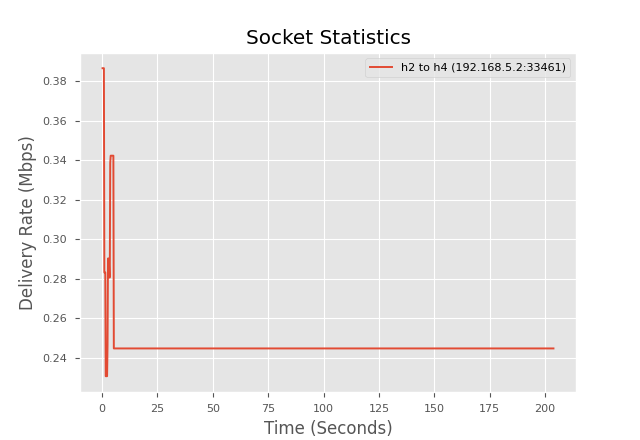 Socket Statistics
h2 to h4 (192.168.5.2:33461)
Delivery Rate (Mbps)
0.38
0.36
0.34
0.32
0.30
0.28
0.26
0.24
0 25 50 75 100 125 150 175 200
Time (Seconds)